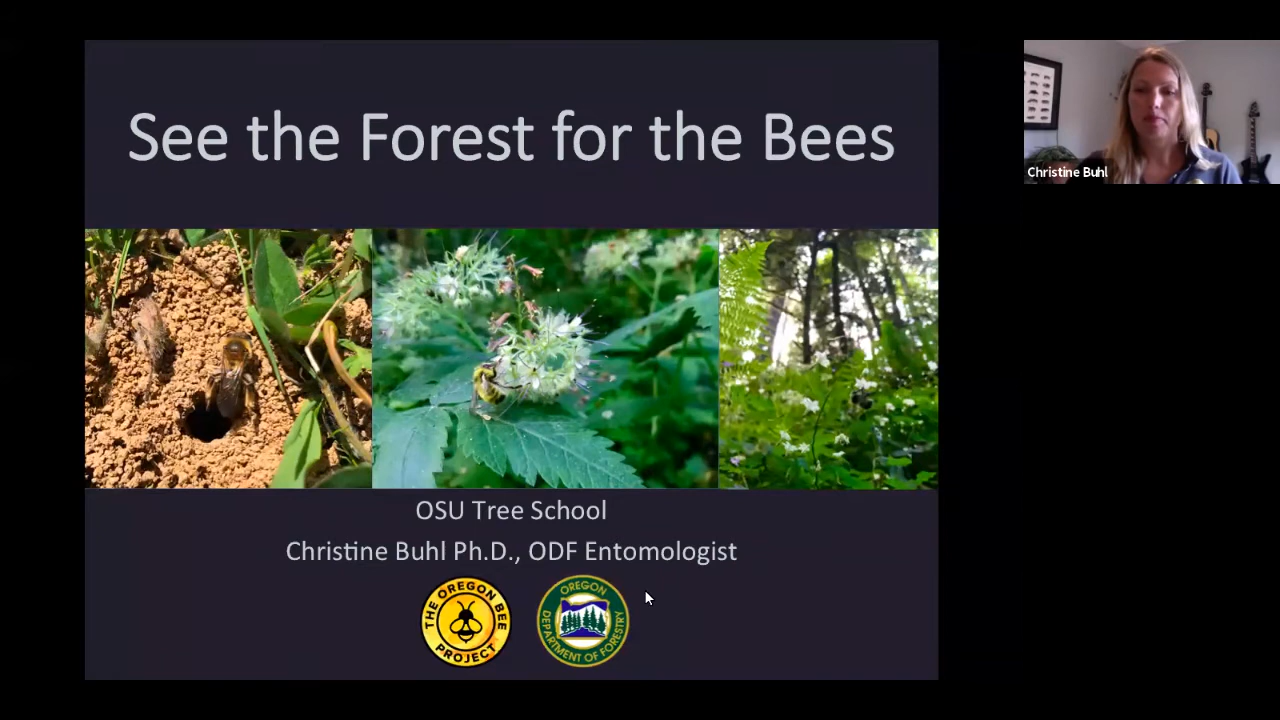 See the Forest for the Bees
Christine Buhl
OSU Tree School
Christine Buhl Ph.D., ODF Entomologist
THE OREGON BEE PROJECT
OREGON DEPARTMENT OF FORESTRY